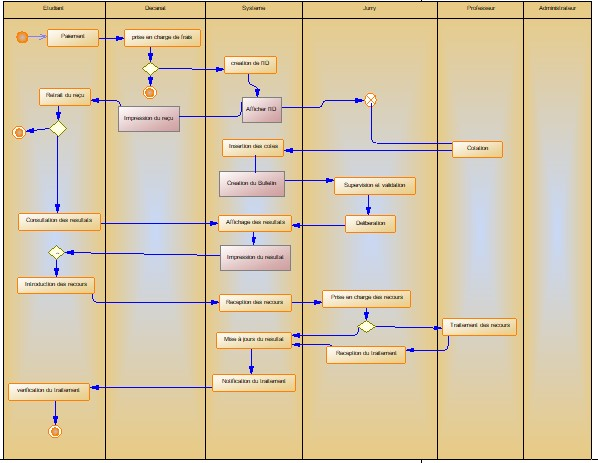 Etudiant Decanat Systeme Jurry Professeur Administrateur
Paiement
prise en charge de frais
creation de l'ID
Retrait du reçu
Impression du reçu
Afficher l'ID
Insertion des cotes
Cotation
Creation du Bulletin
Supervision et validation
Consultation des resultats
Affichage des resultats
Deliberation
Impression du resultat
Introduction des recours
Reception des recours
Prise en charge des recours
Traitement des recours
Mise à jours du resultat
Reception du traitement
Notification du traitement
verification du traitement